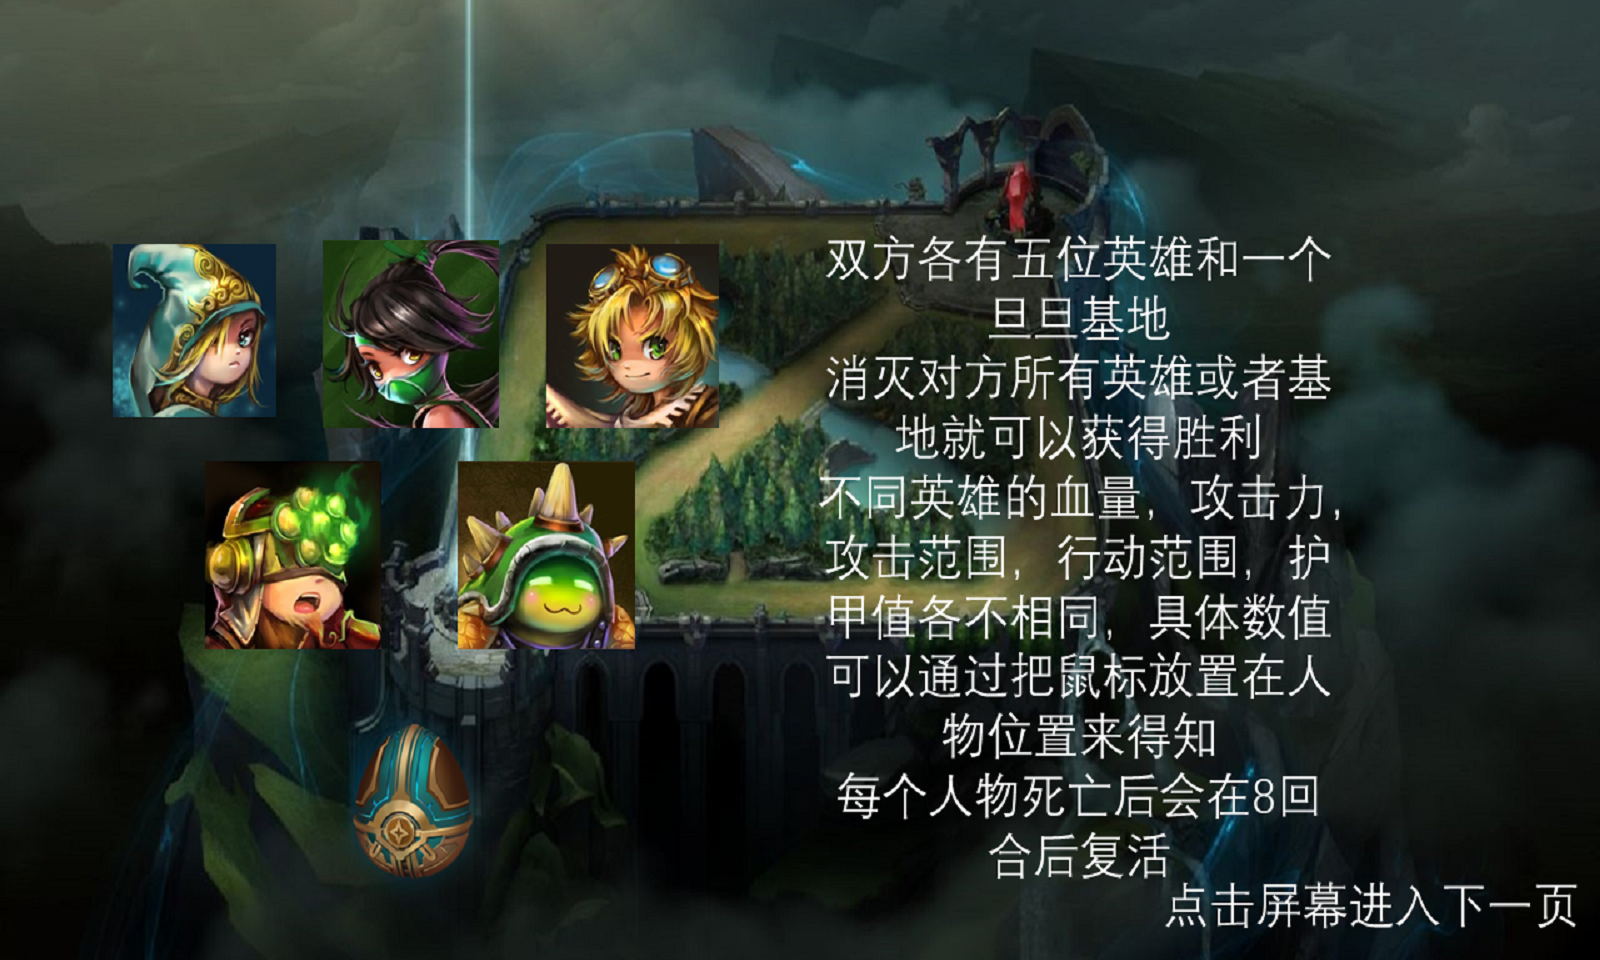 双方各有五位英雄和一个
旦旦基地
消灭对方所有英雄或者基
地就可以获得胜利
不同英雄的血量，攻击力，
攻击范围，行动范围，护
甲值各不相同，具体数值
可以通过把鼠标放置在人
物位置来得知
每个人物死亡后会在8回
合后复活
点击屏幕进入下一页